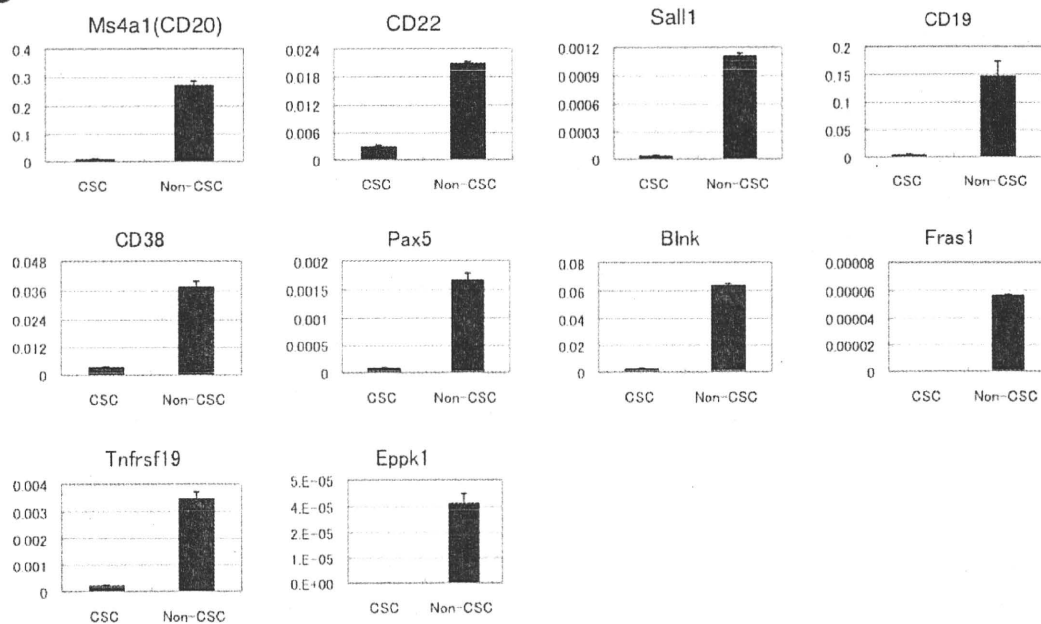 Ms4a1(CD20)
0.4
0.3
0.2
0.1
0
CSC Non-CSC
CD22
0.024
0.018
0.012
0.006
0
CSC Non-CSC
Sall1
0.0012
0.0009
0.0006
0.0003
0
CSC Non-CSC
CD19
0.2
0.15
0.1
0.05
0
CSC Non-CSC
CD38
0.048
0.036
0.024
0.012
0
CSC Non-CSC
Pax5
0.002
0.0015
0.001
0.0005
0
CSC Non-CSC
Blnk
0.08
0.06
0.04
0.02
0
CSC Non-CSC
Fras1
0.00008
0.00006
0.00004
0.00002
0
CSC Non-CSC
Tnfrsf19
0.004
0.003
0.002
0.001
0
CSC Non-CSC
Eppk1
5.E-05
4.E-05
2.E-05
1.E-05
0.E+00
CSC Non-CSC